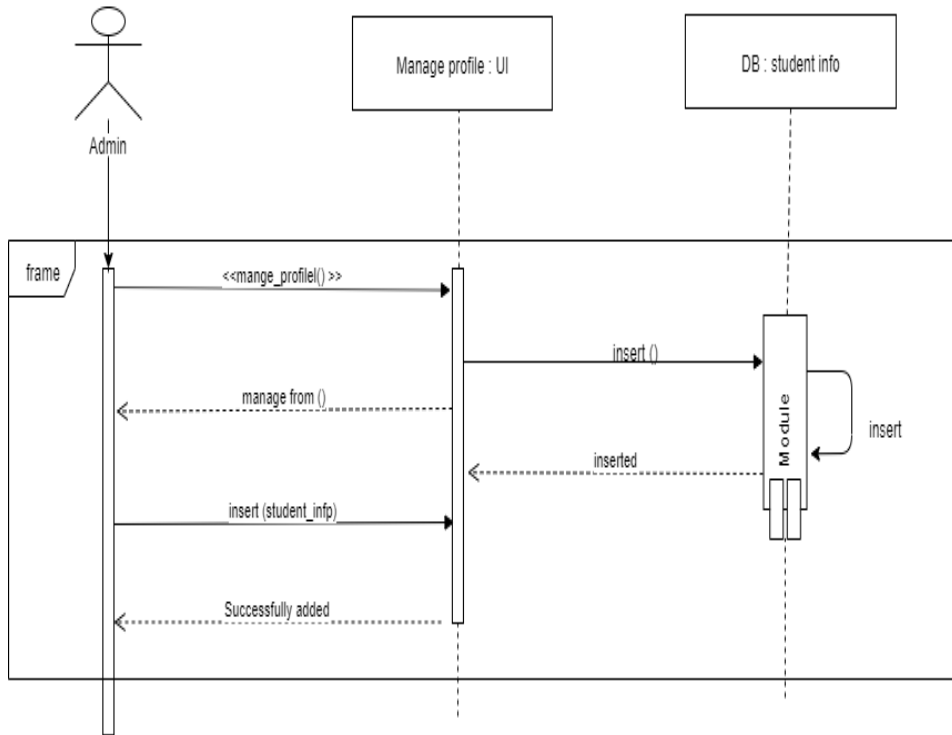 Manage profile : UI
DB : student info
Admin
frame
<<mange_profilel() >>
insert ()
manage from ()
Module
insert
inserted
insert (student_infp)
Successfully added